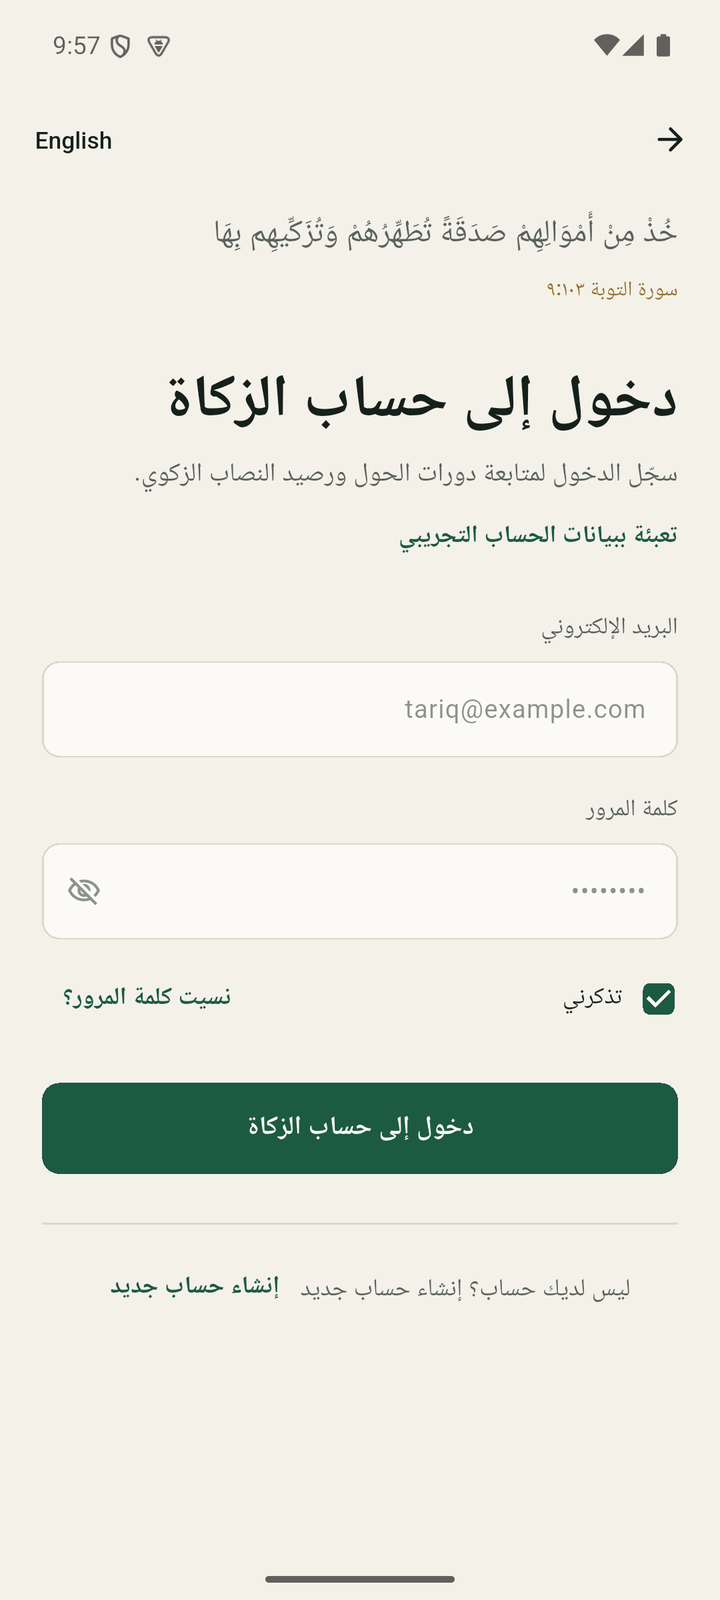 9:57
English
خُذْ مِنْ أَمْوَالِهِمْ صَدَقَةً تُطَهِّرُهُمْ وَتُزَكِّيهِم بِهَا
سورة التوبة ٩:١٠٣
دخول إلى حساب الزكاة
سجّل الدخول لمتابعة دورات الحول ورصيد النصاب الزكوي.
تعبئة ببيانات الحساب التجريبي
البريد الإلكتروني
tariq@example.com
كلمة المرور
••••••••
تذكرني
نسيت كلمة المرور؟
دخول إلى حساب الزكاة
ليس لديك حساب؟ إنشاء حساب جديد إنشاء حساب جديد